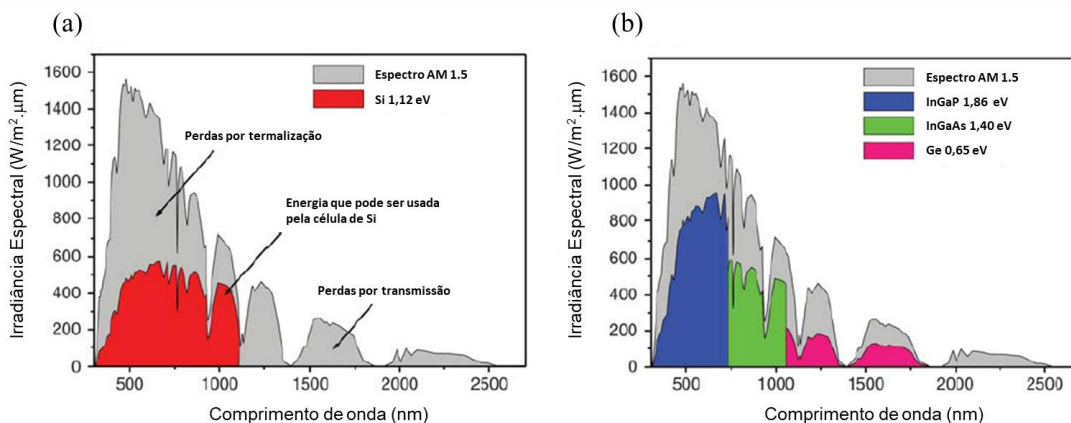 (a)
Irradiância Espectral (W/m².µm)
1600
1400
1200
1000
800
600
400
200
0
Espectro AM 1.5
Si 1,12 eV
Perdas por termalização
Energia que pode ser usada
pela célula de Si
Perdas por transmissão
500
1000
1500
2000
2500
Comprimento de onda (nm)
(b)
Irradiância Espectral (W/m².µm)
1600
1400
1200
1000
800
600
400
200
0
Espectro AM 1.5
InGaP 1,86 eV
InGaAs 1,40 eV
Ge 0,65 eV
500
1000
1500
2000
2500
Comprimento de onda (nm)